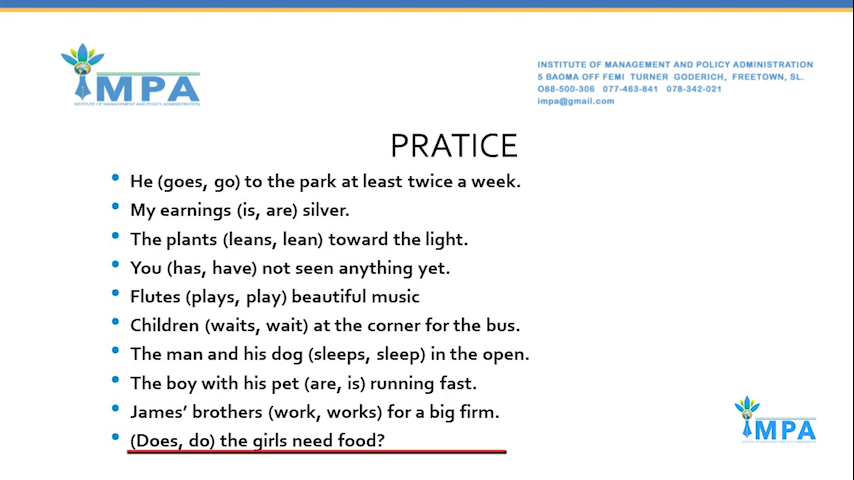 MPA
INSTITUTE OF MANAGEMENT AND POLICY ADMINISTRATION
INSTITUTE OF MANAGEMENT AND POLICY ADMINISTRATION
5 BAOMA OFF FEMI TURNER GODERICH, FREETOWN, SL.
O88-500-306 077-463-841 078-342-021
impa@gmail.com
PRATICE
• He (goes, go) to the park at least twice a week.
• My earnings (is, are) silver.
• The plants (leans, lean) toward the light.
• You (has, have) not seen anything yet.
• Flutes (plays, play) beautiful music
• Children (waits, wait) at the corner for the bus.
• The man and his dog (sleeps, sleep) in the open.
• The boy with his pet (are, is) running fast.
• James’ brothers (work, works) for a big firm.
• (Does, do) the girls need food?
MPA